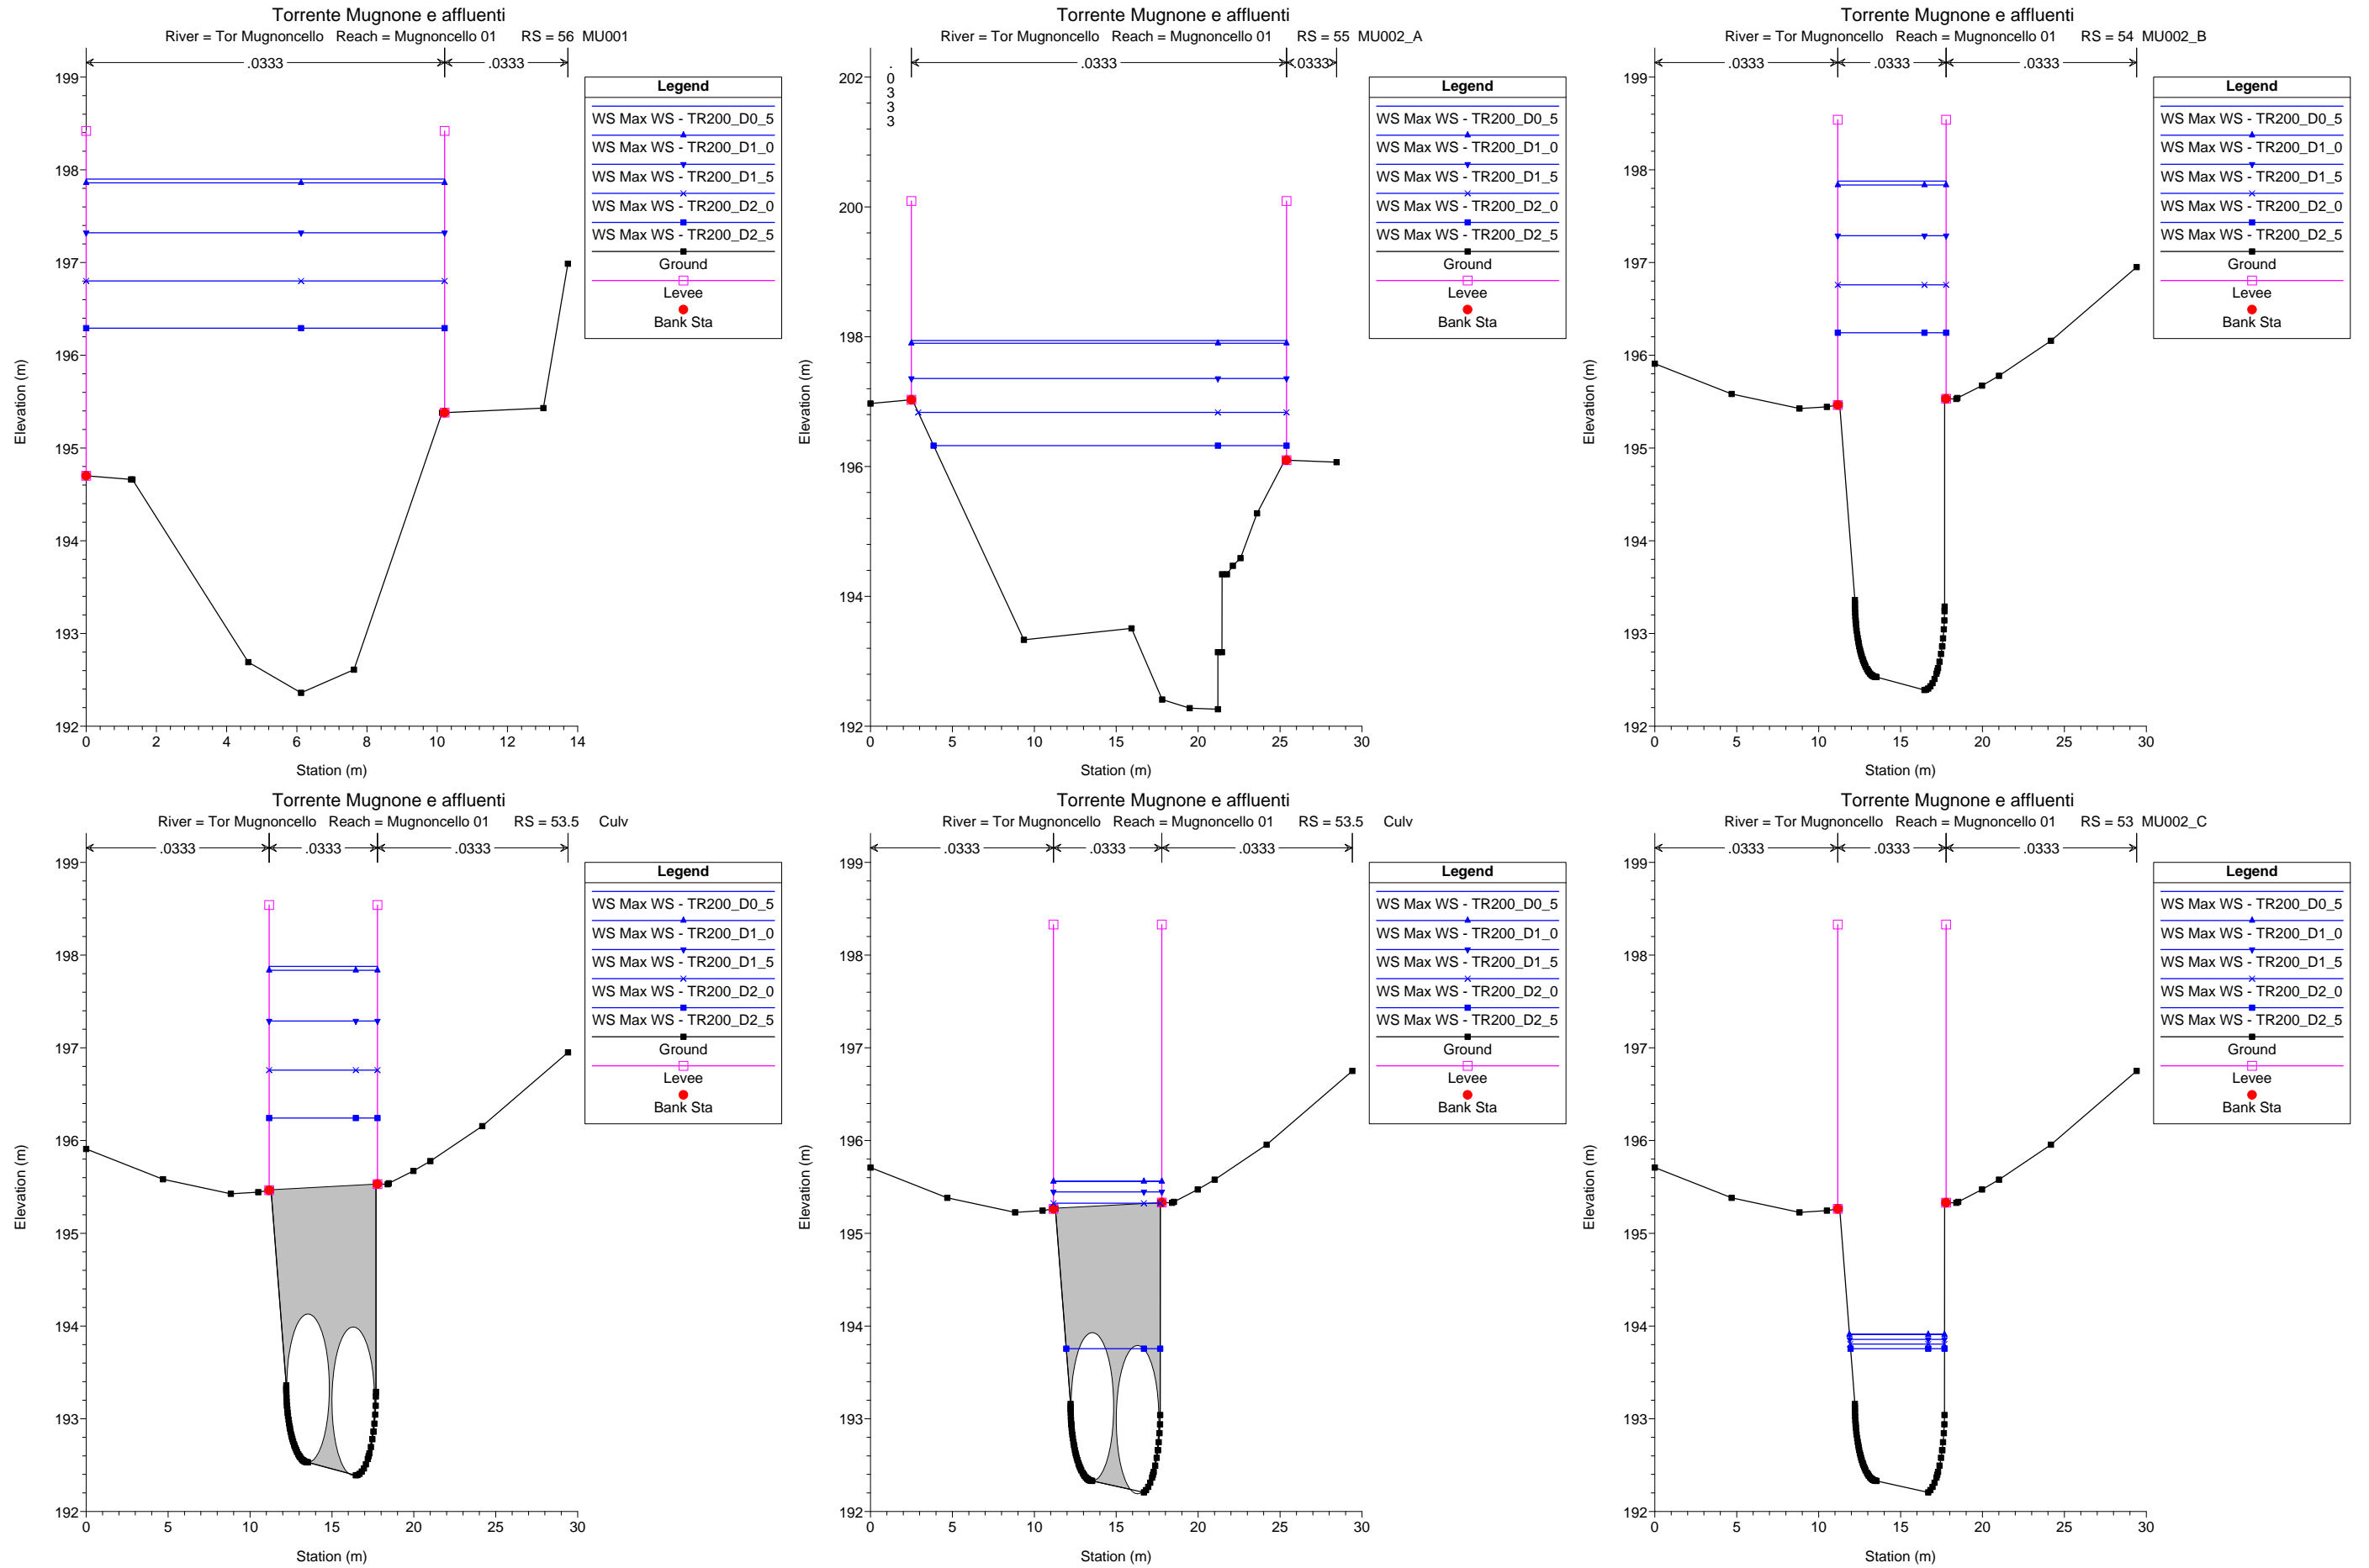 Torrente Mugnone e affluenti
River = Tor Mugnoncello Reach = Mugnoncello 01 RS = 56 MU001
.0333 .0333
199
198
197
196
195
194
193
192
0 2 4 6 8 10 12 14
Elevation (m)
Station (m)
Legend
WS Max WS - TR200_D0_5
WS Max WS - TR200_D1_0
WS Max WS - TR200_D1_5
WS Max WS - TR200_D2_0
WS Max WS - TR200_D2_5
Ground
Levee
Bank Sta
Torrente Mugnone e affluenti
River = Tor Mugnoncello Reach = Mugnoncello 01 RS = 55 MU002_A
.0333 .0333 .0333
202
200
198
196
194
192
0 5 10 15 20 25 30
Elevation (m)
Station (m)
Legend
WS Max WS - TR200_D0_5
WS Max WS - TR200_D1_0
WS Max WS - TR200_D1_5
WS Max WS - TR200_D2_0
WS Max WS - TR200_D2_5
Ground
Levee
Bank Sta
Torrente Mugnone e affluenti
River = Tor Mugnoncello Reach = Mugnoncello 01 RS = 54 MU002_B
.0333 .0333 .0333
199
198
197
196
195
194
193
192
0 5 10 15 20 25 30
Elevation (m)
Station (m)
Legend
WS Max WS - TR200_D0_5
WS Max WS - TR200_D1_0
WS Max WS - TR200_D1_5
WS Max WS - TR200_D2_0
WS Max WS - TR200_D2_5
Ground
Levee
Bank Sta
Torrente Mugnone e affluenti
River = Tor Mugnoncello Reach = Mugnoncello 01 RS = 53.5 Culv
.0333 .0333 .0333
199
198
197
196
195
194
193
192
0 5 10 15 20 25 30
Elevation (m)
Station (m)
Legend
WS Max WS - TR200_D0_5
WS Max WS - TR200_D1_0
WS Max WS - TR200_D1_5
WS Max WS - TR200_D2_0
WS Max WS - TR200_D2_5
Ground
Levee
Bank Sta
Torrente Mugnone e affluenti
River = Tor Mugnoncello Reach = Mugnoncello 01 RS = 53.5 Culv
.0333 .0333 .0333
199
198
197
196
195
194
193
192
0 5 10 15 20 25 30
Elevation (m)
Station (m)
Legend
WS Max WS - TR200_D0_5
WS Max WS - TR200_D1_0
WS Max WS - TR200_D1_5
WS Max WS - TR200_D2_0
WS Max WS - TR200_D2_5
Ground
Levee
Bank Sta
Torrente Mugnone e affluenti
River = Tor Mugnoncello Reach = Mugnoncello 01 RS = 53 MU002_C
.0333 .0333 .0333
199
198
197
196
195
194
193
192
0 5 10 15 20 25 30
Elevation (m)
Station (m)
Legend
WS Max WS - TR200_D0_5
WS Max WS - TR200_D1_0
WS Max WS - TR200_D1_5
WS Max WS - TR200_D2_0
WS Max WS - TR200_D2_5
Ground
Levee
Bank Sta